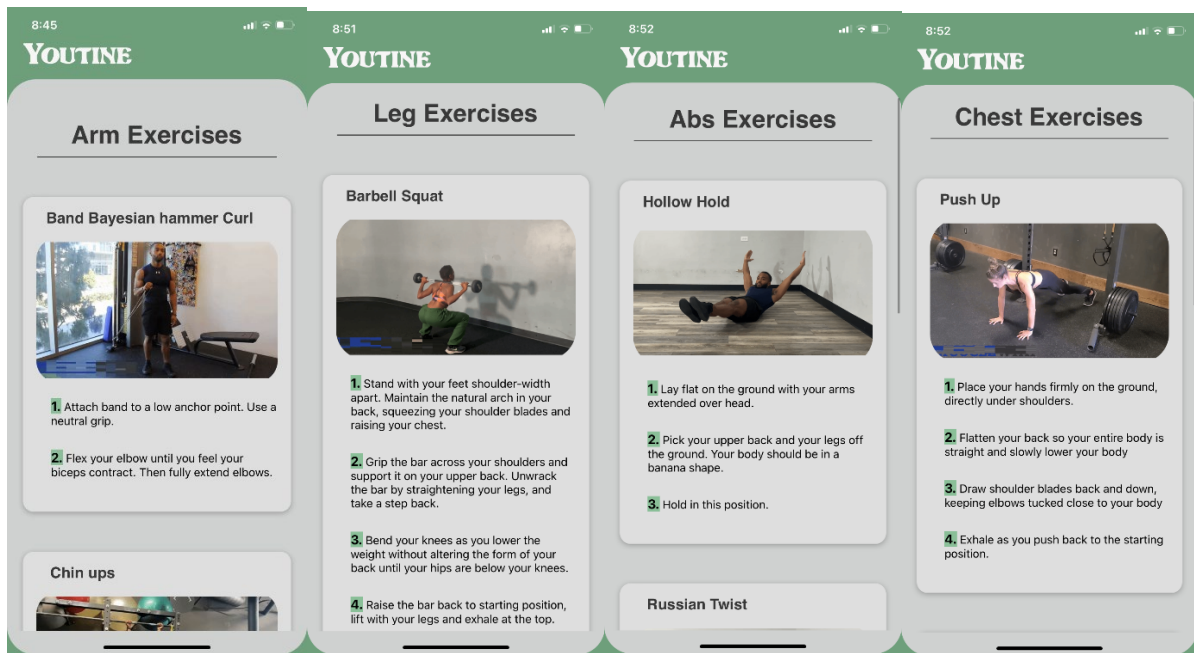 8:45
YOUTINE
Arm Exercises
Band Bayesian hammer Curl
1. Attach band to a low anchor point. Use a
neutral grip.
2. Flex your elbow until you feel your
biceps contract. Then fully extend elbows.
Chin ups
8:51
YOUTINE
Leg Exercises
Barbell Squat
1. Stand with your feet shoulder-width
apart. Maintain the natural arch in your
back, squeezing your shoulder blades and
raising your chest.
2. Grip the bar across your shoulders and
support it on your upper back. Unwrack
the bar by straightening your legs, and
take a step back.
3. Bend your knees as you lower the
weight without altering the form of your
back until your hips are below your knees.
4. Raise the bar back to starting position,
lift with your legs and exhale at the top.
8:52
YOUTINE
Abs Exercises
Hollow Hold
1. Lay flat on the ground with your arms
extended over head.
2. Pick your upper back and your legs off
the ground. Your body should be in a
banana shape.
3. Hold in this position.
Russian Twist
8:52
YOUTINE
Chest Exercises
Push Up
1. Place your hands firmly on the ground,
directly under shoulders.
2. Flatten your back so your entire body is
straight and slowly lower your body
3. Draw shoulder blades back and down,
keeping elbows tucked close to your body
4. Exhale as you push back to the starting
position.